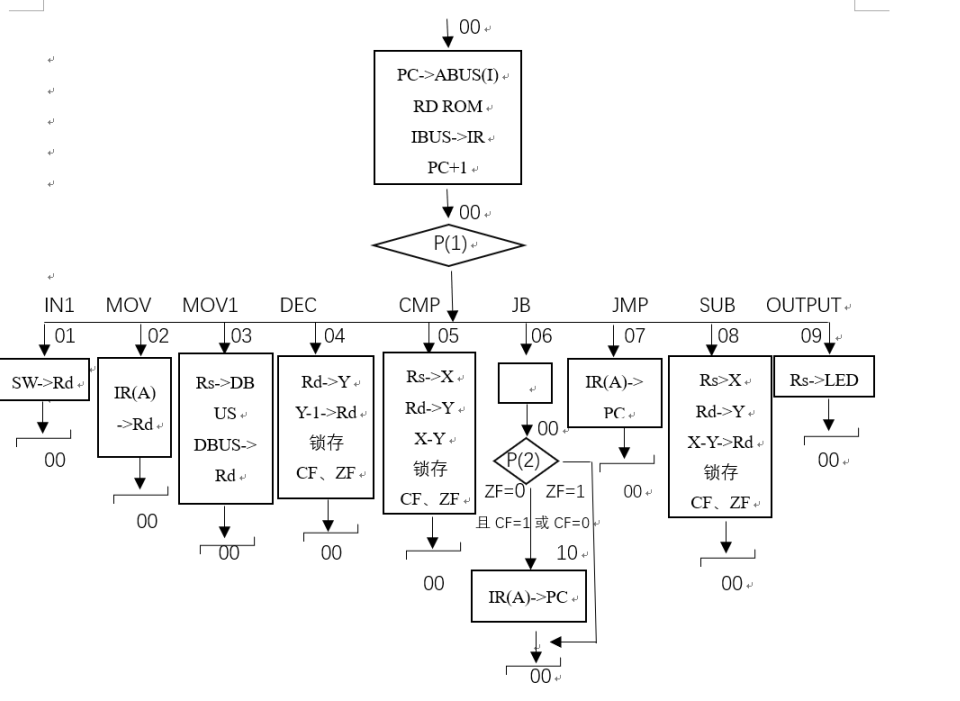 00
PC->ABUS(I)
RD ROM
IBUS->IR
PC+1
00
P(1)
IN1 MOV MOV1 DEC CMP JB JMP SUB OUTPUT
01 02 03 04 05 06 07 08 09
SW->Rd
00
IR(A)
->Rd
00
Rs->DB
US
DBUS->
Rd
00
Rd->Y
Y-1->Rd
锁存
CF、ZF
00
Rs->X
Rd->Y
X-Y
锁存
CF、ZF
00
00
P(2)
ZF=0 ZF=1
且 CF=1 或 CF=0
10
IR(A)->PC
00
IR(A)->
PC
00
Rs>X
Rd->Y
X-Y->Rd
锁存
CF、ZF
00
Rs->LED
00